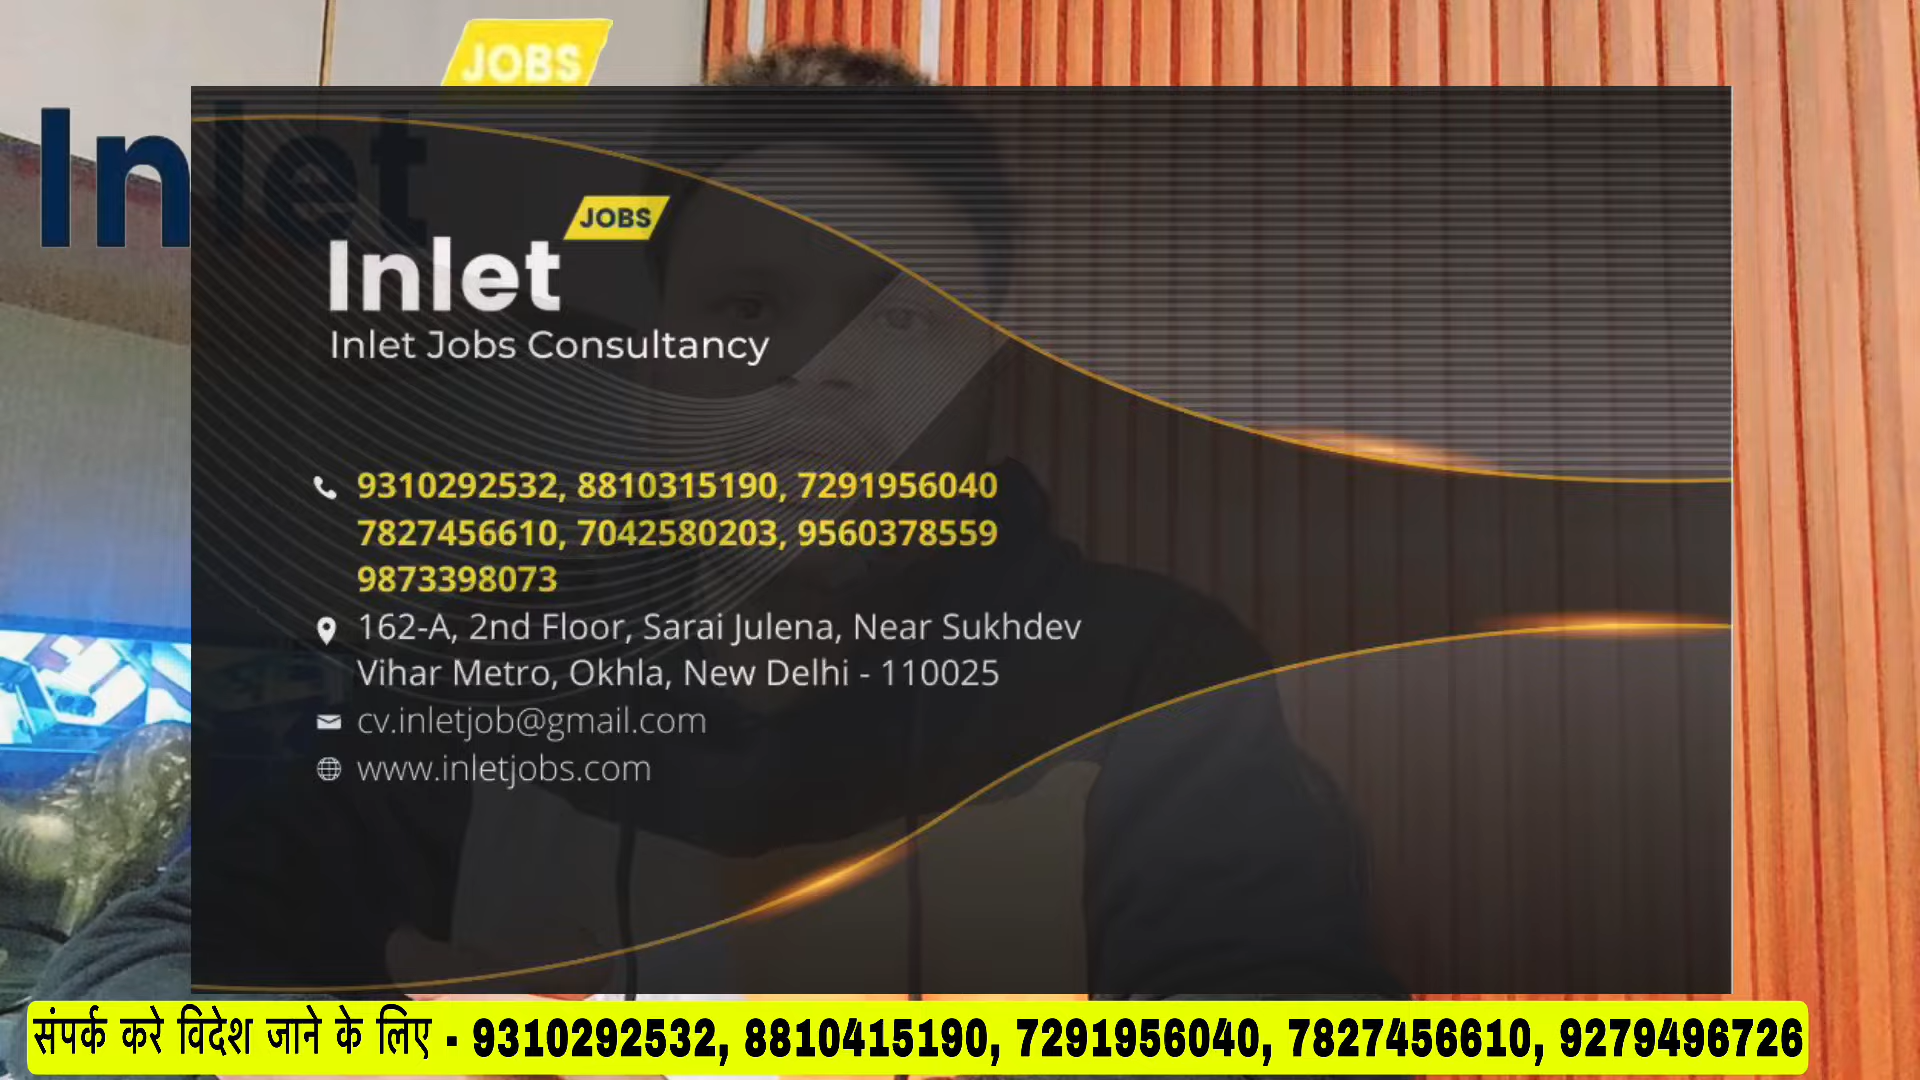 JOBS
Inlet
JOBS
Inlet
Inlet Jobs Consultancy
9310292532, 8810315190, 7291956040
7827456610, 7042580203, 9560378559
9873398073
162-A, 2nd Floor, Sarai Julena, Near Sukhdev
Vihar Metro, Okhla, New Delhi - 110025
cv.inletjob@gmail.com
www.inletjobs.com
संपर्क करे विदेश जाने के लिए - 9310292532, 8810415190, 7291956040, 7827456610, 9279496726